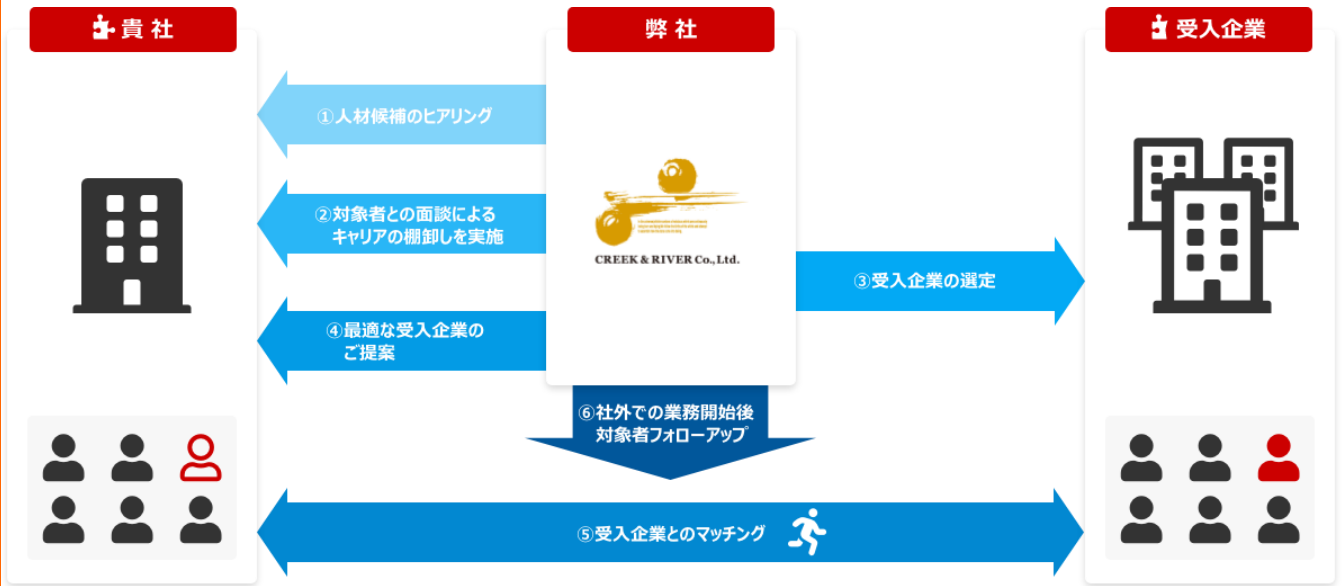 貴社
弊社
受入企業
①人材候補のヒアリング
②対象者との面談による
キャリアの棚卸しを実施
CREEK & RIVER Co., Ltd.
③受入企業の選定
④最適な受入企業の
ご提案
⑥社外での業務開始後
対象者フォローアップ
⑤受入企業とのマッチング